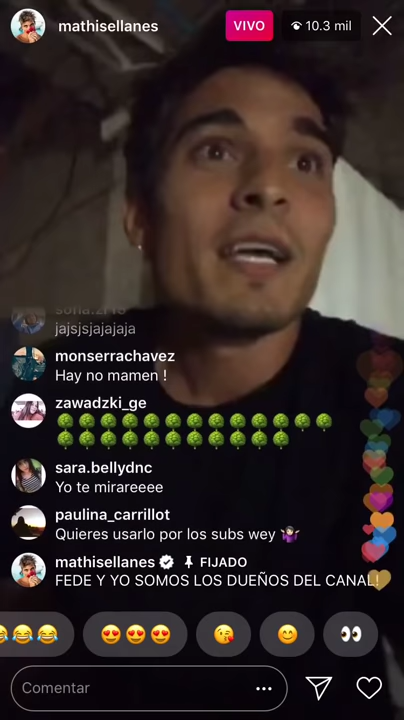 mathisellanes
VIVO
10.3 mil
jajsjsjajajaja
monserrachavez
Hay no mamen !
zawadzki_ge
🌳🌳🌳🌳🌳🌳🌳🌳🌳🌳🌳🌳
🌳🌳🌳🌳🌳🌳🌳🌳🌳🌳
sara.bellydnc
Yo te mirareeee
paulina_carrillot
Quieres usarlo por los subs wey 🤷🏻‍♀️
mathisellanes FIJADO
FEDE Y YO SOMOS LOS DUEÑOS DEL CANAL!
Comentar